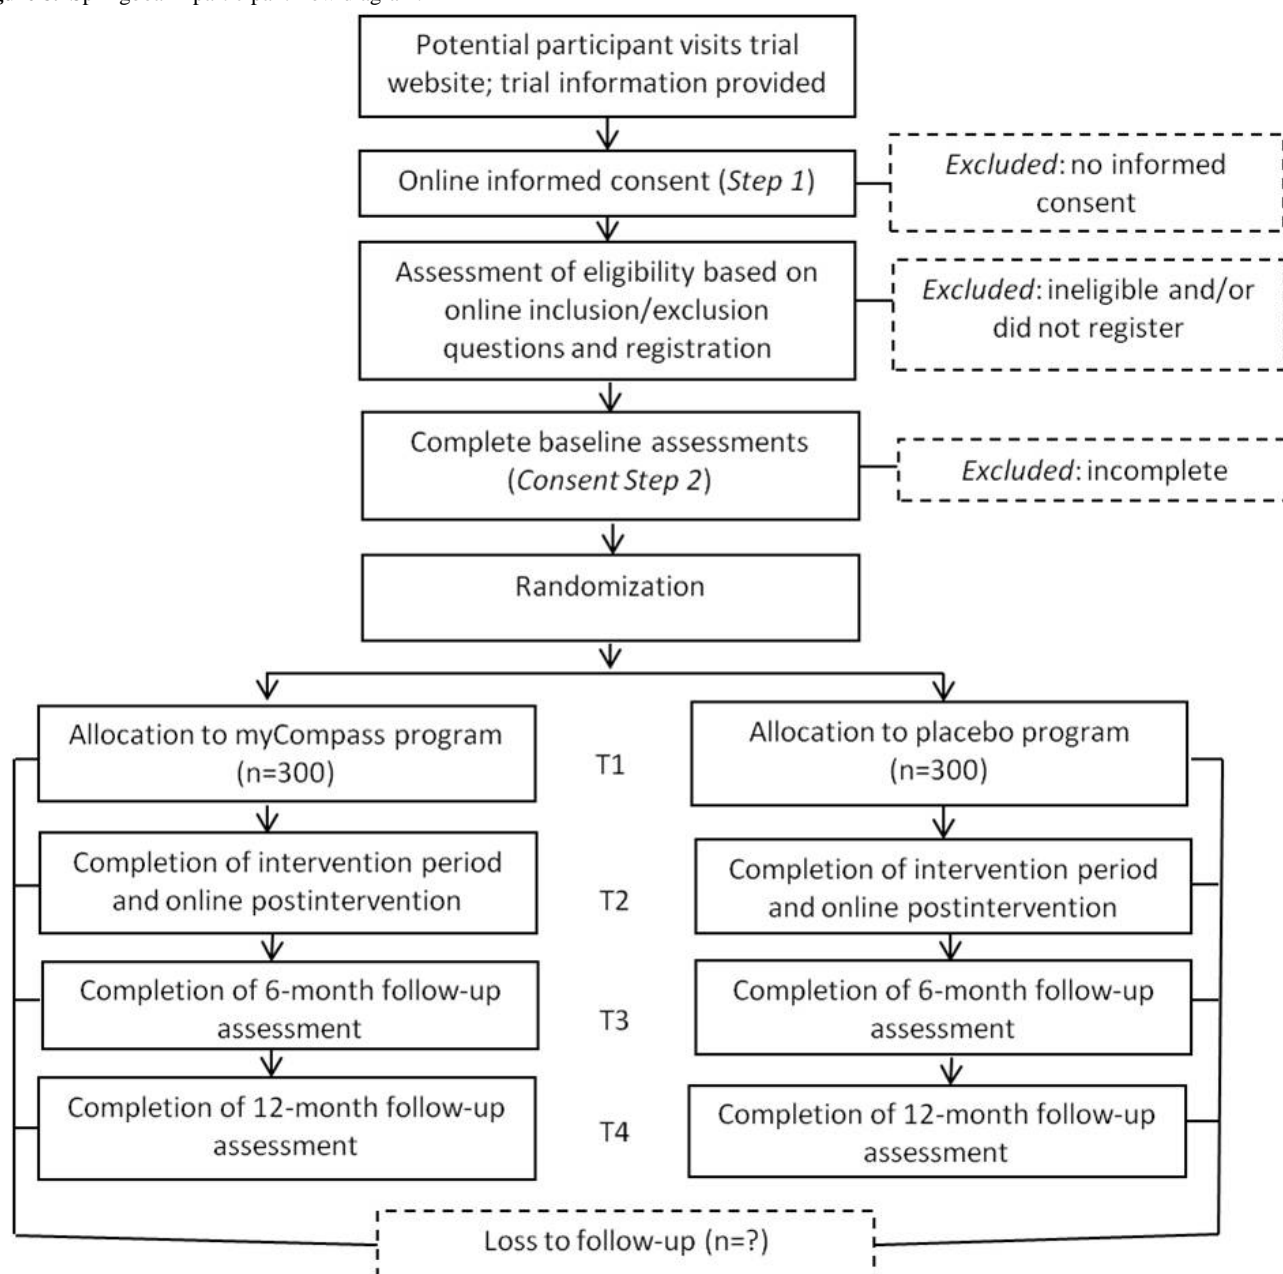 Potential participant visits trial
website; trial information provided
Online informed consent (Step 1)
Excluded: no informed
consent
Assessment of eligibility based on
online inclusion/exclusion
questions and registration
Excluded: ineligible and/or
did not register
Complete baseline assessments
(Consent Step 2)
Excluded: incomplete
Randomization
Allocation to myCompass program
(n=300)
T1
Allocation to placebo program
(n=300)
Completion of intervention period
and online postintervention
T2
Completion of intervention period
and online postintervention
Completion of 6-month follow-up
assessment
T3
Completion of 6-month follow-up
assessment
Completion of 12-month follow-up
assessment
T4
Completion of 12-month follow-up
assessment
Loss to follow-up (n=?)